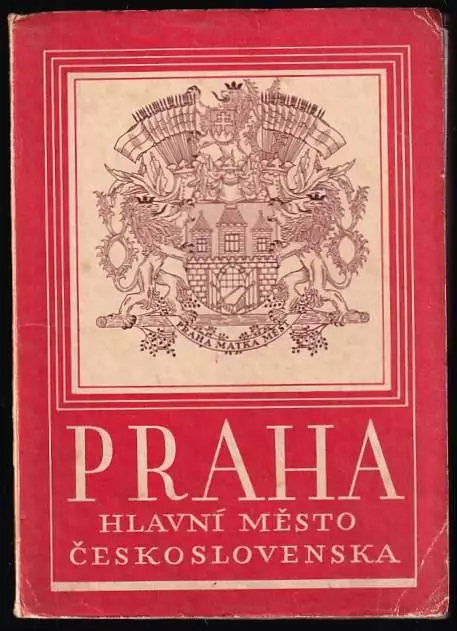 PRAHA MATKA MĚST
PRAHA
HLAVNÍ MĚSTO
ČESKOSLOVENSKA